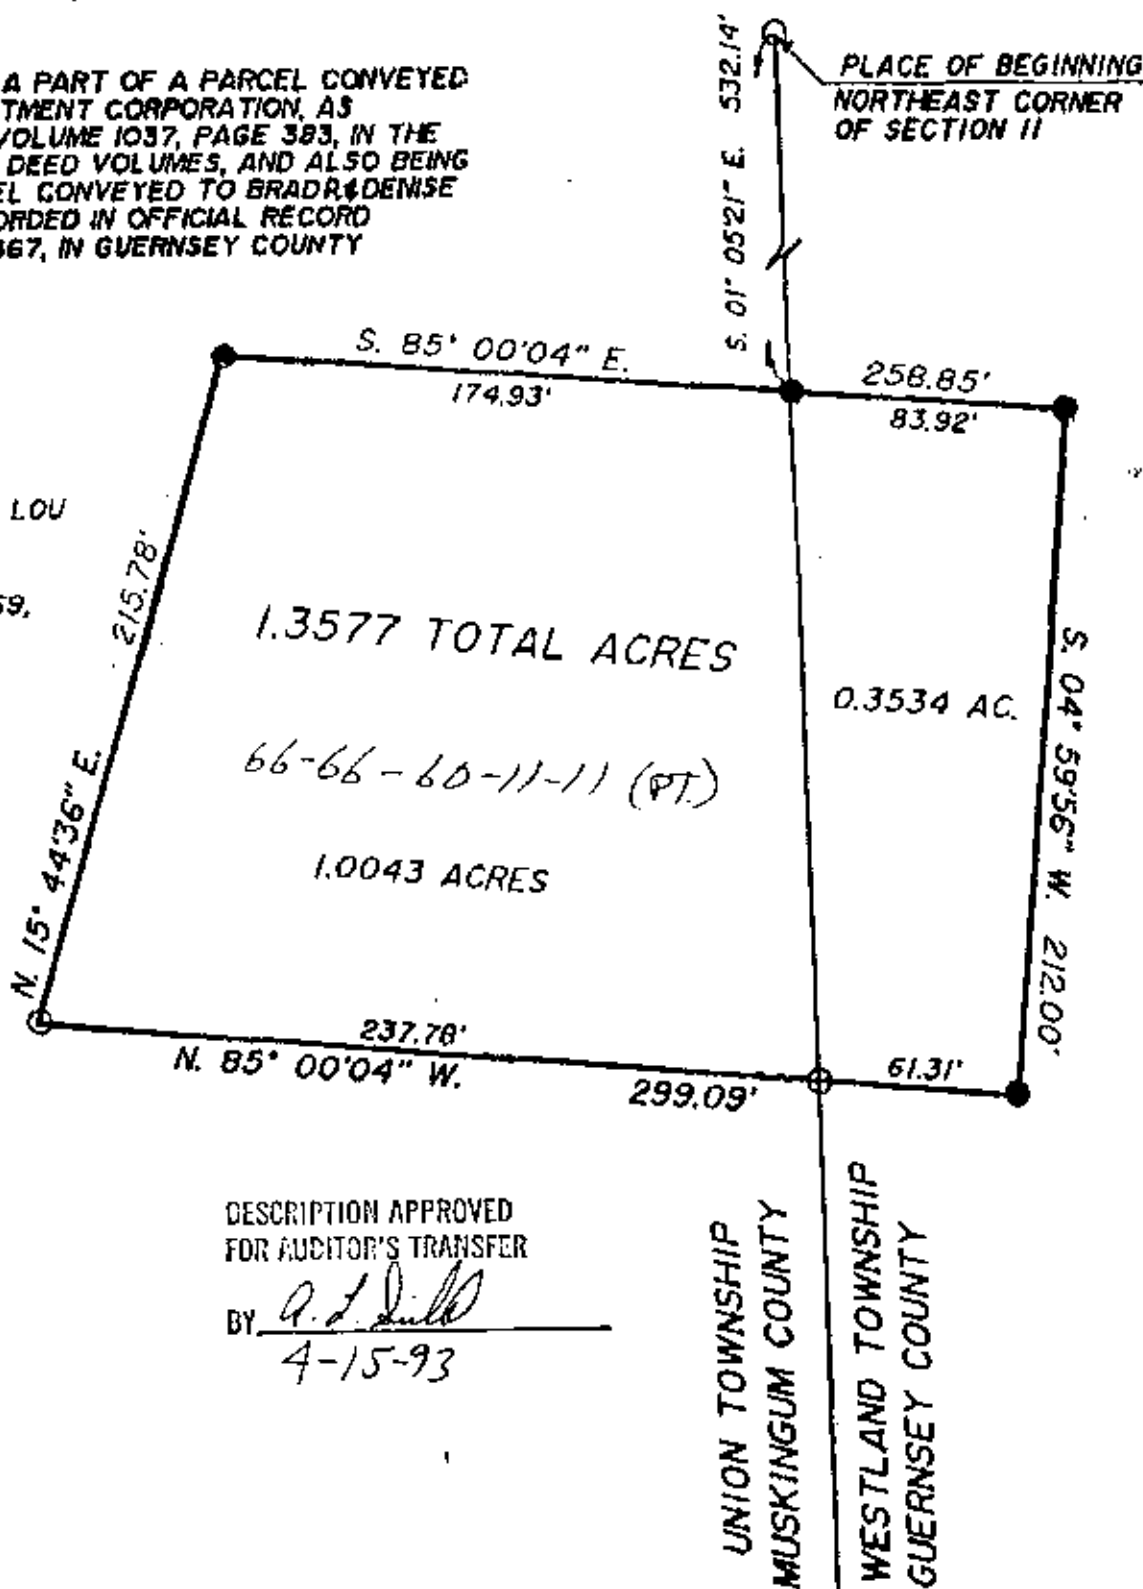 A PART OF A PARCEL CONVEYED
TMENT CORPORATION, AS
VOLUME 1037, PAGE 383, IN THE
DEED VOLUMES, AND ALSO BEING
EL CONVEYED TO BRADR&DENISE
ORDED IN OFFICIAL RECORD
367, IN GUERNSEY COUNTY
S. 01° 05'21" E. 532.14'
PLACE OF BEGINNING
NORTHEAST CORNER
OF SECTION 11
S. 85° 00'04" E.
174.93'
258.85'
83.92'
LOU
59,
215.78'
N. 15° 44'36" E.
1.3577 TOTAL ACRES
0.3534 AC.
66-66-60-11-11 (PT.)
1.0043 ACRES
S. 04° 59'56" W. 212.00'
237.78'
N. 85° 00'04" W.
299.09'
61.31'
DESCRIPTION APPROVED
FOR AUDITOR'S TRANSFER
BY
4-15-93
UNION TOWNSHIP
MUSKINGUM COUNTY
WESTLAND TOWNSHIP
GUERNSEY COUNTY